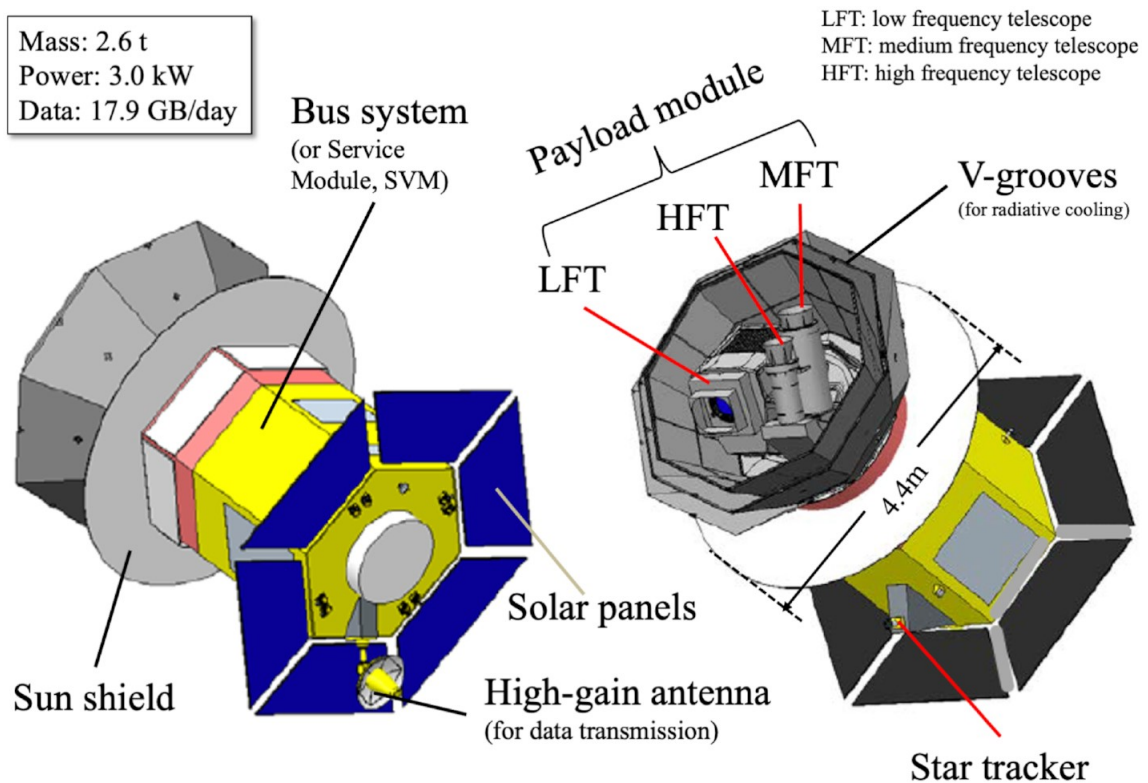 Mass: 2.6 t
Power: 3.0 kW
Data: 17.9 GB/day
LFT: low frequency telescope
MFT: medium frequency telescope
HFT: high frequency telescope
Bus system
(or Service
Module, SVM)
Payload module
MFT
HFT
LFT
V-grooves
(for radiative cooling)
4.4m
Solar panels
Sun shield
High-gain antenna
(for data transmission)
Star tracker